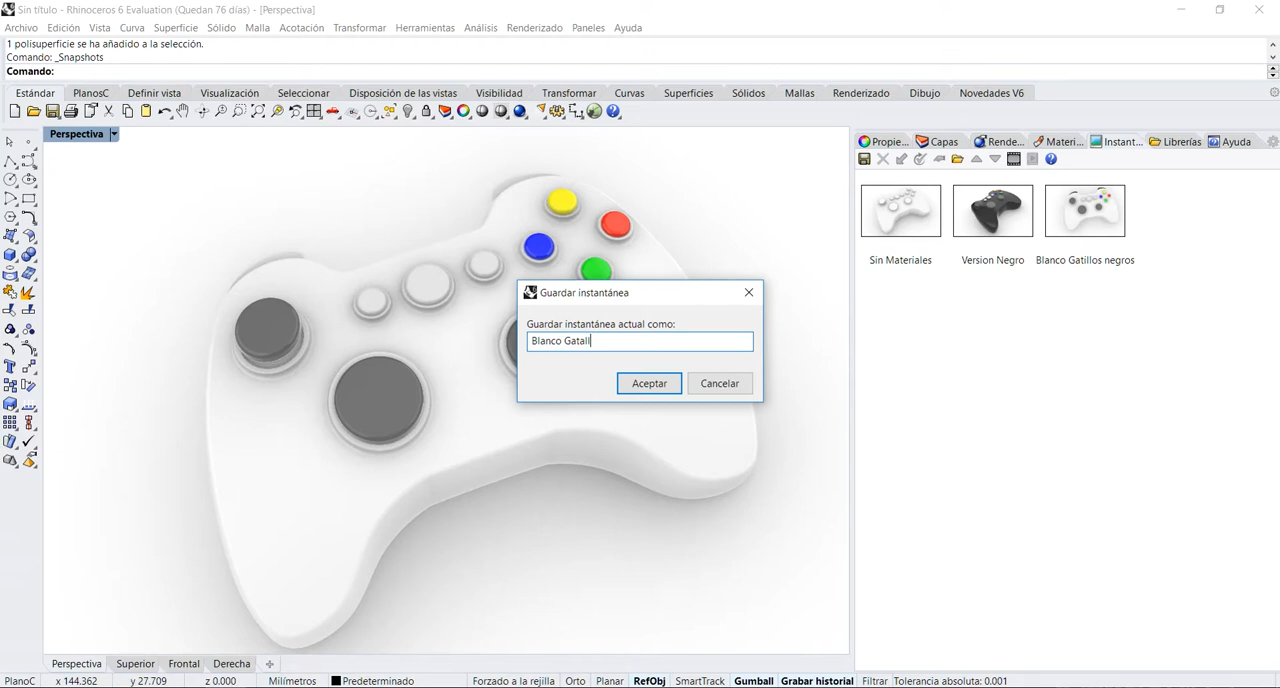 Sin título - Rhinoceros 6 Evaluation (Quedan 76 días) - [Perspectiva]
Archivo Edición Vista Curva Superficie Sólido Malla Acotación Transformar Herramientas Análisis Renderizado Paneles Ayuda
1 polisuperficie se ha añadido a la selección.
Comando: _Snapshots
Comando:
Estándar PlanosC Definir vista Visualización Seleccionar Disposición de las vistas Visibilidad Transformar Curvas Superficies Sólidos Mallas Renderizado Dibujo Novedades V6
Perspectiva
Propie... Capas Rende... Materi... Instant... Librerías Ayuda
Sin Materiales Version Negro Blanco Gatillos negros
Guardar instantánea
Guardar instantánea actual como:
Blanco Gatall
Aceptar Cancelar
Perspectiva Superior Frontal Derecha
PlanoC x 144.362 y 27.709 z 0.000 Milímetros Predeterminado Forzado a la rejilla Orto Planar RefObj SmartTrack Gumball Grabar historial Filtrar Tolerancia absoluta: 0.001